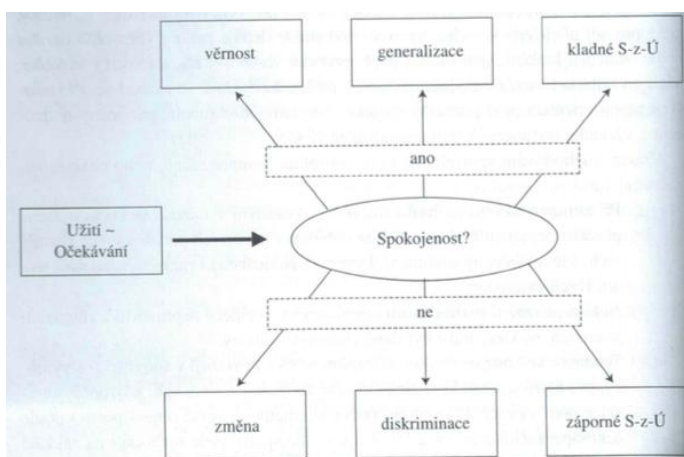 věrnost
generalizace
kladné S-z-Ú
ano
Užití ~
Očekávání
Spokojenost?
ne
změna
diskriminace
záporné S-z-Ú